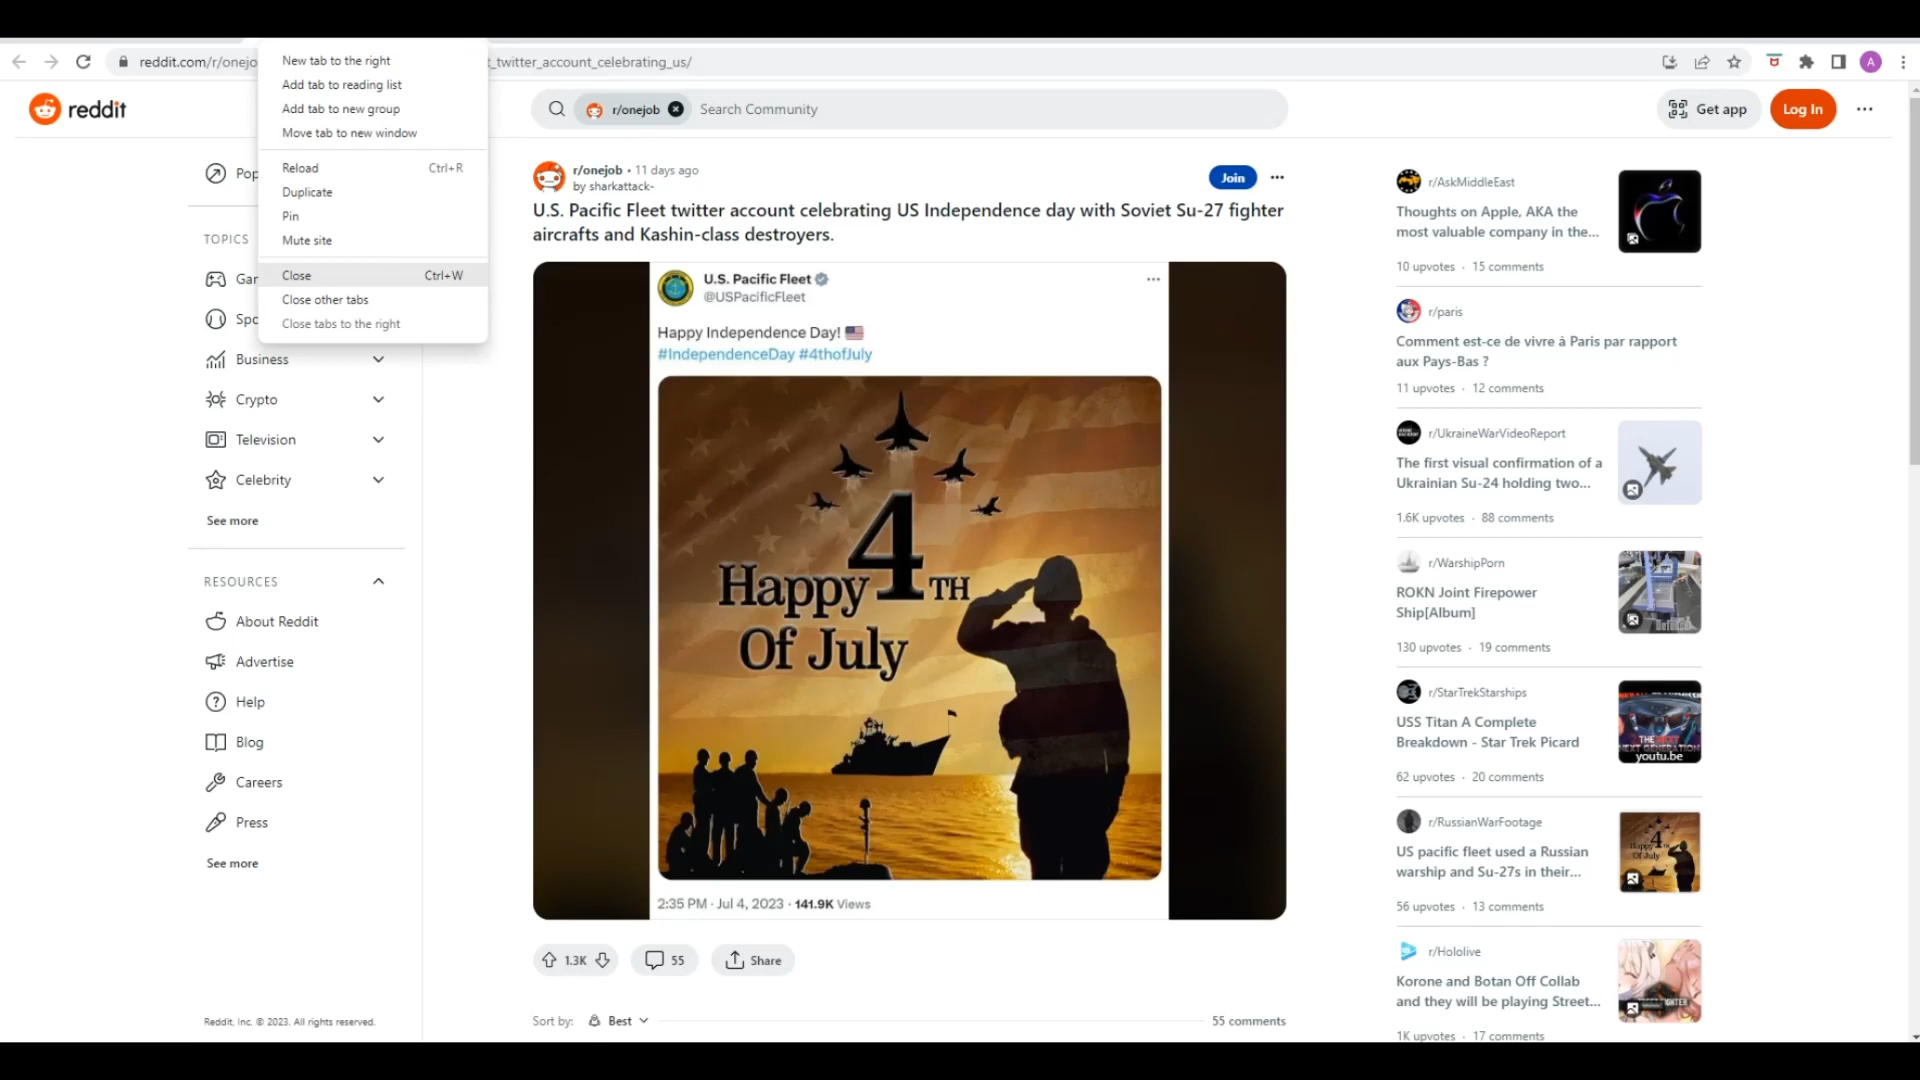 reddit.com/r/onejo
t_twitter_account_celebrating_us/
A
New tab to the right
Add tab to reading list
Add tab to new group
Move tab to new window
Reload Ctrl+R
Duplicate
Pin
Mute site
Close Ctrl+W
Close other tabs
Close tabs to the right
reddit
r/onejob
Search Community
Get app
Log In
Pop
TOPICS
Gar
Spo
Business
Crypto
Television
Celebrity
See more
RESOURCES
About Reddit
Advertise
Help
Blog
Careers
Press
See more
Reddit, Inc. © 2023. All rights reserved.
r/onejob • 11 days ago
by sharkattack-
Join
U.S. Pacific Fleet twitter account celebrating US Independence day with Soviet Su-27 fighter
aircrafts and Kashin-class destroyers.
U.S. Pacific Fleet
@USPacificFleet
Happy Independence Day!
#IndependenceDay #4thofJuly
4
Happy TH
Of July
2:35 PM · Jul 4, 2023 · 141.9K Views
1.3K
55
Share
Sort by: Best
55 comments
r/AskMiddleEast
Thoughts on Apple, AKA the
most valuable company in the...
10 upvotes · 15 comments
r/paris
Comment est-ce de vivre à Paris par rapport
aux Pays-Bas ?
11 upvotes · 12 comments
r/UkraineWarVideoReport
The first visual confirmation of a
Ukrainian Su-24 holding two...
1.6K upvotes · 88 comments
r/WarshipPorn
ROKN Joint Firepower
Ship[Album]
130 upvotes · 19 comments
r/StarTrekStarships
USS Titan A Complete
Breakdown - Star Trek Picard
THE NEXT
NEXT GENERATION
youtu.be
62 upvotes · 20 comments
r/RussianWarFootage
US pacific fleet used a Russian
warship and Su-27s in their...
Happy 4TH
Of July
56 upvotes · 13 comments
r/Hololive
Korone and Botan Off Collab
and they will be playing Street...
1K upvotes · 17 comments